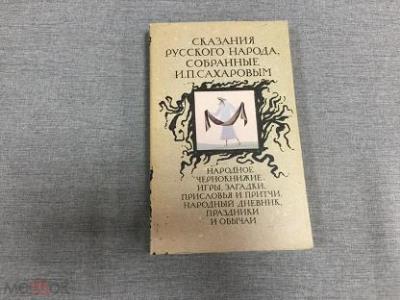 СКАЗАНИЯ
РУССКОГО НАРОДА,
СОБРАННЫЕ
И.П.САХАРОВЫМ
НАРОДНОЕ
ЧЕРНОКНИЖИЕ.
ИГРЫ, ЗАГАДКИ.
ПРИСЛОВЬЯ И ПРИТЧИ.
НАРОДНЫЙ ДНЕВНИК.
ПРАЗДНИКИ
И ОБЫЧАИ